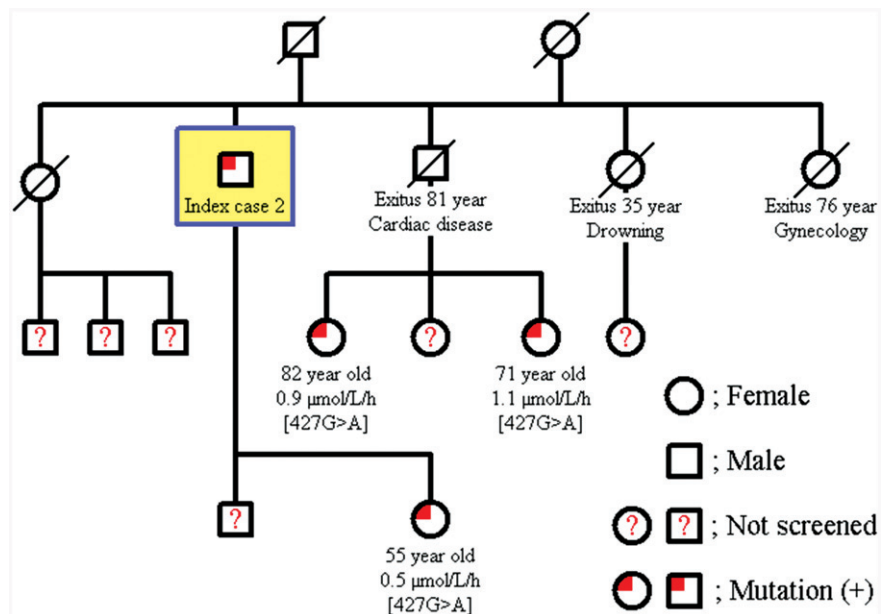 Index case 2
Exitus 81 year
Cardiac disease
Exitus 35 year
Drowning
Exitus 76 year
Gynecology
? ? ? ? ?
82 year old
0.9 µmol/L/h
[427G>A]
71 year old
1.1 µmol/L/h
[427G>A]
; Female
; Male
?
55 year old
0.5 µmol/L/h
[427G>A]
? ? ; Not screened
; Mutation (+)